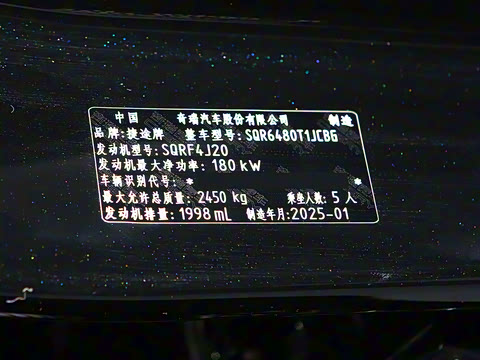 中国 奇瑞汽车股份有限公司 制造
品牌:捷途牌 整车型号:SQR6480T1JCBG
发动机型号:SQRF4J20
发动机最大净功率:180 kW
车辆识别代号:* *
最大允许总质量:2450 kg 乘坐人数:5 人
发动机排量:1998 mL 制造年月:2025-01